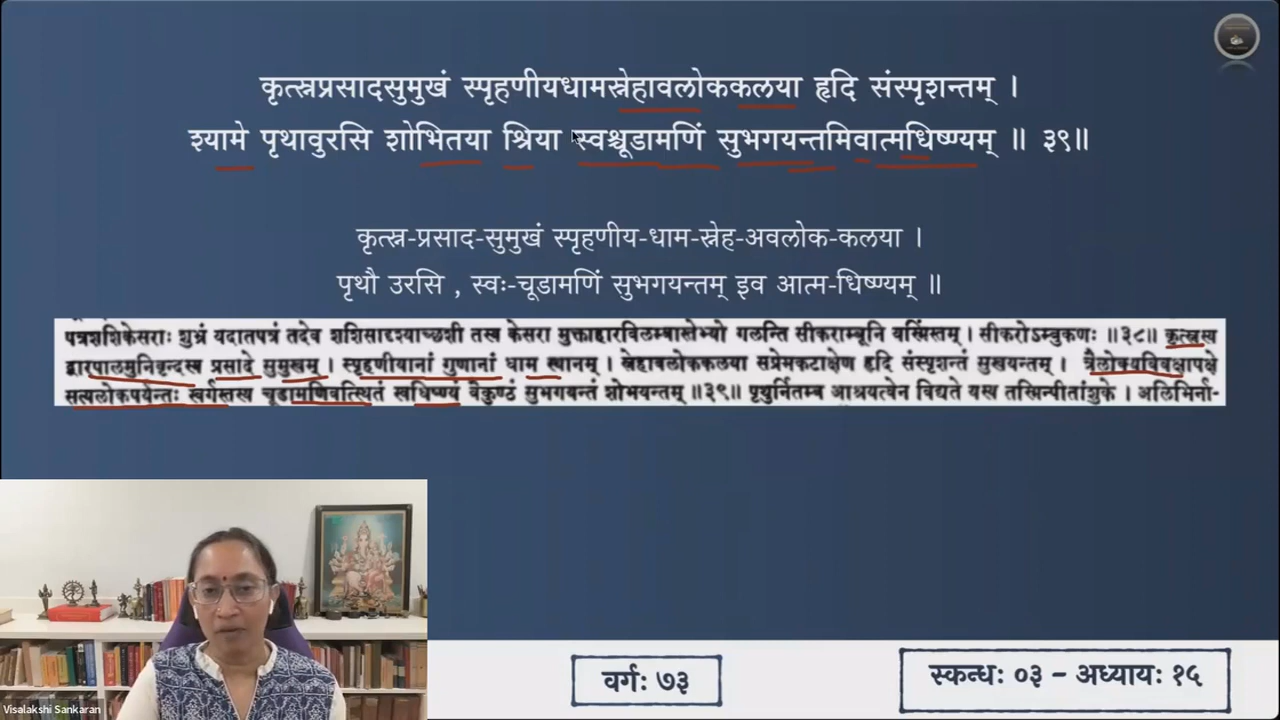 कृत्स्नप्रसादसुमुखं स्पृहणीयधामस्नेहावलोककलया हृदि संस्पृशन्तम् ।
श्यामे पृथावुरसि शोभितया श्रिया स्वश्चूडामणिं सुभगयन्तमिवात्मधिष्ण्यम् ॥ ३९॥
कृत्स्न-प्रसाद-सुमुखं स्पृहणीय-धाम-स्नेह-अवलोक-कलया ।
पृथौ उरसि , स्वः-चूडामणिं सुभगयन्तम् इव आत्म-धिष्ण्यम् ॥
पत्रशशिकेसराः शुभ्रं यदातपत्रं तदेव शशिसादृश्याच्छशी तस्य केसरा मुक्ताहारविलम्बास्तेभ्यो गलन्ति सीकराम्बूनि यस्मिंस्तम् । सीकरोऽम्बुकणः ॥३८॥ कृत्स्नस्य
द्वारपालमुनिवृन्दस्य प्रसादे सुमुखम् । स्पृहणीयानां गुणानां धाम स्थानम् । स्नेहावलोककलया सप्रेमकटाक्षेण हृदि संस्पृशन्तं सुखयन्तम् । त्रैलोक्यविवक्षापक्षे
सत्यलोकपर्यन्तः स्वर्गस्तस्य चूडामणिवत्स्थितं स्वधिष्ण्यं वैकुण्ठं सुभगयन्तं शोभयन्तम् ॥३९॥ पृथुर्नितम्ब आश्रयत्वेन विद्यते यस्य तस्मिन्पीतांशुके । अलिभिर्ना-
Visalakshi Sankaran
वर्गः ७३
स्कन्धः ०३ – अध्यायः १५